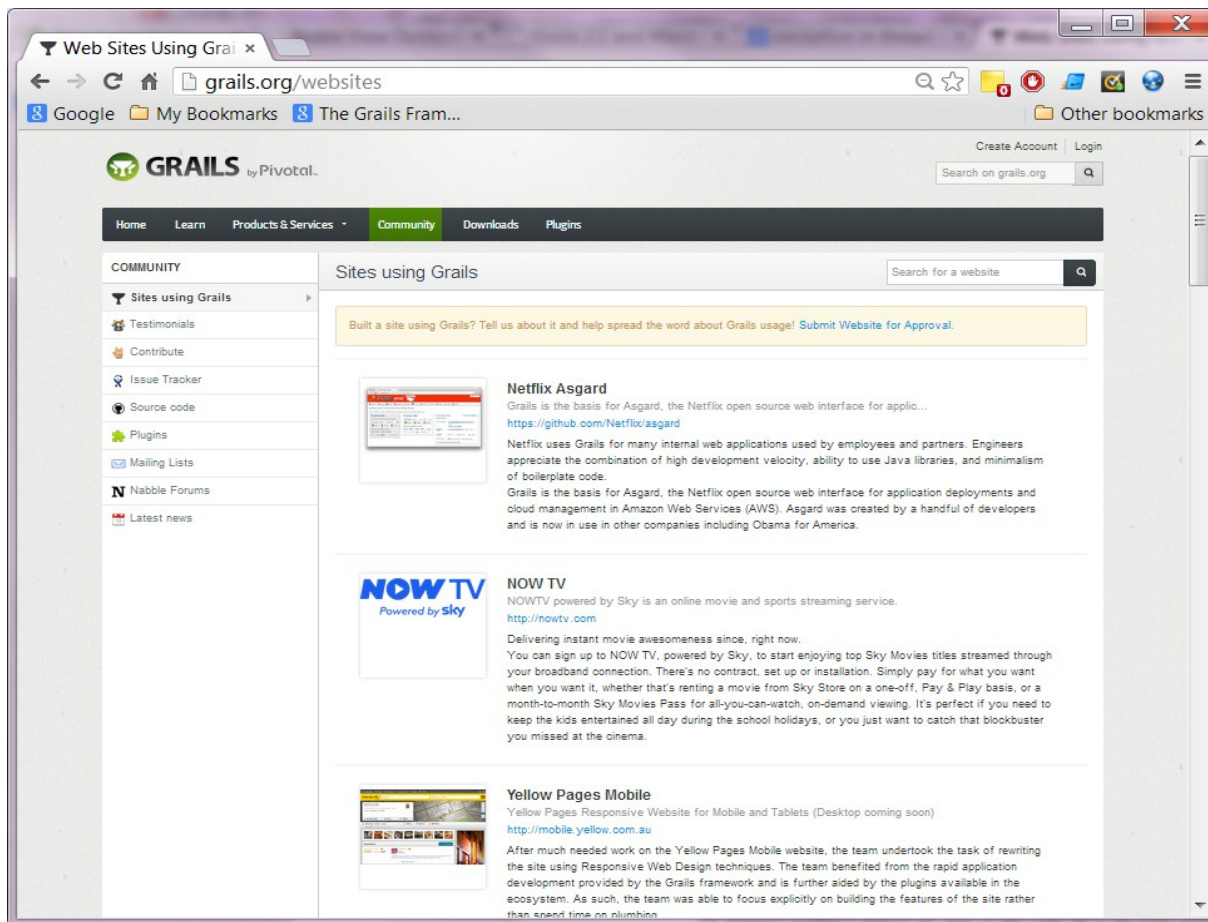 Web Sites Using Grai
grails.org/websites
0
Google My Bookmarks The Grails Fram... Other bookmarks
Create Account Login
GRAILS by Pivotal™
Search on grails.org
Home Learn Products & Services Community Downloads Plugins
COMMUNITY
Sites using Grails
Testimonials
Contribute
Issue Tracker
Source code
Plugins
Mailing Lists
Nabble Forums
Latest news
Sites using Grails
Search for a website
Built a site using Grails? Tell us about it and help spread the word about Grails usage! Submit Website for Approval.
Netflix Asgard
Grails is the basis for Asgard, the Netflix open source web interface for applic...
https://github.com/Netflix/asgard
Netflix uses Grails for many internal web applications used by employees and partners. Engineers
appreciate the combination of high development velocity, ability to use Java libraries, and minimalism
of boilerplate code.
Grails is the basis for Asgard, the Netflix open source web interface for application deployments and
cloud management in Amazon Web Services (AWS). Asgard was created by a handful of developers
and is now in use in other companies including Obama for America.
NOW TV
Powered by sky
NOW TV
NOWTV powered by Sky is an online movie and sports streaming service.
http://nowtv.com
Delivering instant movie awesomeness since, right now.
You can sign up to NOW TV, powered by Sky, to start enjoying top Sky Movies titles streamed through
your broadband connection. There's no contract, set up or installation. Simply pay for what you want
when you want it, whether that's renting a movie from Sky Store on a one-off, Pay & Play basis, or a
month-to-month Sky Movies Pass for all-you-can-watch, on-demand viewing. It's perfect if you need to
keep the kids entertained all day during the school holidays, or you just want to catch that blockbuster
you missed at the cinema.
Yellow Pages Mobile
Yellow Pages Responsive Website for Mobile and Tablets (Desktop coming soon)
http://mobile.yellow.com.au
After much needed work on the Yellow Pages Mobile website, the team undertook the task of rewriting
the site using Responsive Web Design techniques. The team benefited from the rapid application
development provided by the Grails framework and is further aided by the plugins available in the
ecosystem. As such, the team was able to focus explicitly on building the features of the site rather
than spend time on plumbing.